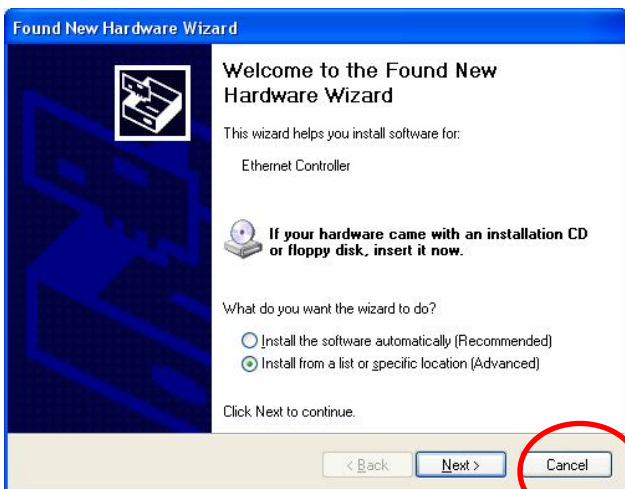 Found New Hardware Wizard
Welcome to the Found New
Hardware Wizard
This wizard helps you install software for:
Ethernet Controller
If your hardware came with an installation CD
or floppy disk, insert it now.
What do you want the wizard to do?
Install the software automatically (Recommended)
Install from a list or specific location (Advanced)
Click Next to continue.
< Back Next > Cancel